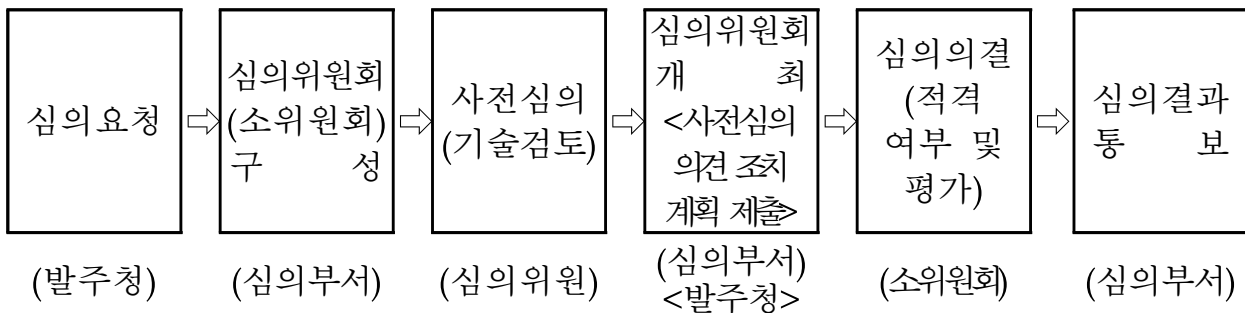 심의요청
⇨
심의위원회
(소위원회)
구 성
⇨
사전심의
(기술검토)
⇨
심의위원회
개 최
<사전심의
의견 조치
계획 제출>
⇨
심의의결
(적격
여부 및
평가)
⇨
심의결과
통 보
(발주청)
(심의부서)
(심의위원)
(심의부서)
<발주청>
(소위원회)
(심의부서)